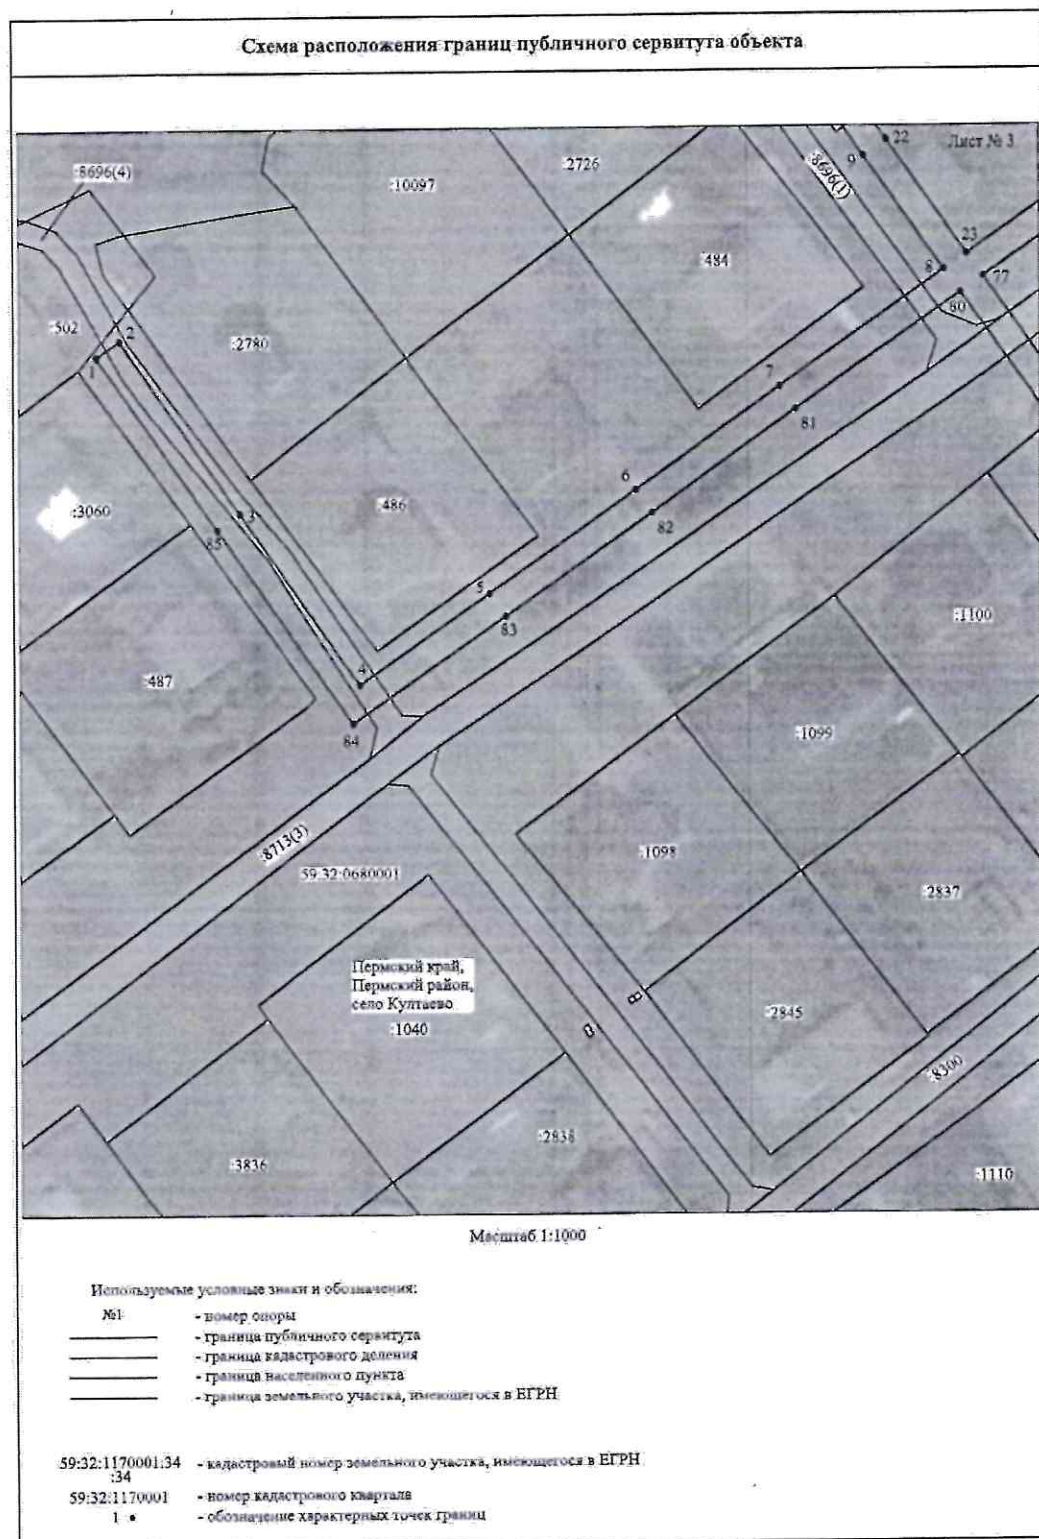 Схема расположения границ публичного сервитута объекта
Лист № 3
:8696(4)
:10097
:2726
:8696(1)
9
22
:484
23
8
77
80
:502
2
1
:2780
7
81
:3060
85
3
:486
6
82
5
83
:1100
:487
4
84
:1099
:8713(3)
59:32:0680001
:1098
:2837
Пермский край,
Пермский район,
село Култаево
:1040
:2845
:8300
:3836
:2838
:1110
Масштаб 1:1000
Используемые условные знаки и обозначения:
№1 - номер опоры
- граница публичного сервитута
- граница кадастрового деления
- граница населенного пункта
- граница земельного участка, имеющегося в ЕГРН
59:32:1170001:34 - кадастровый номер земельного участка, имеющегося в ЕГРН
:34
59:32:1170001 - номер кадастрового квартала
1 • - обозначение характерных точек границ